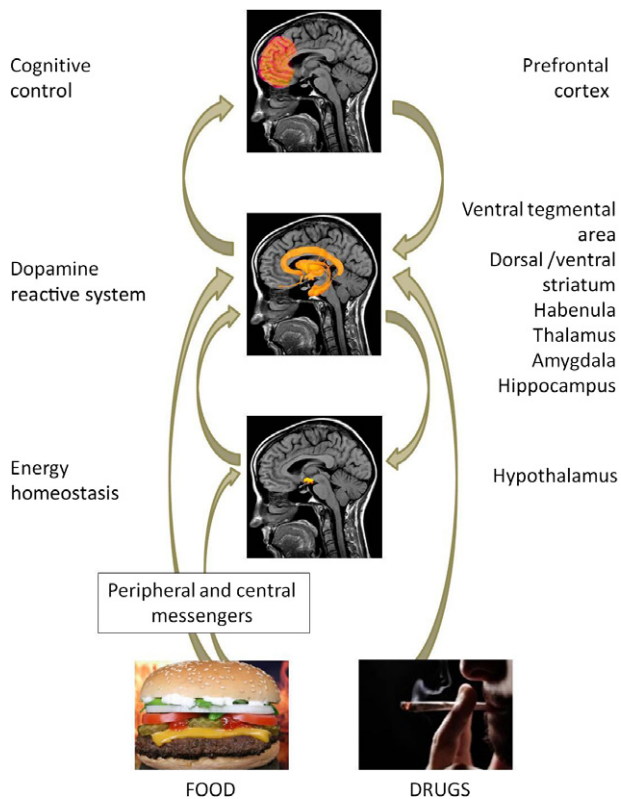 Cognitive
control
Prefrontal
cortex
Dopamine
reactive system
Ventral tegmental
area
Dorsal /ventral
striatum
Habenula
Thalamus
Amygdala
Hippocampus
Energy
homeostasis
Hypothalamus
Peripheral and central
messengers
FOOD
DRUGS